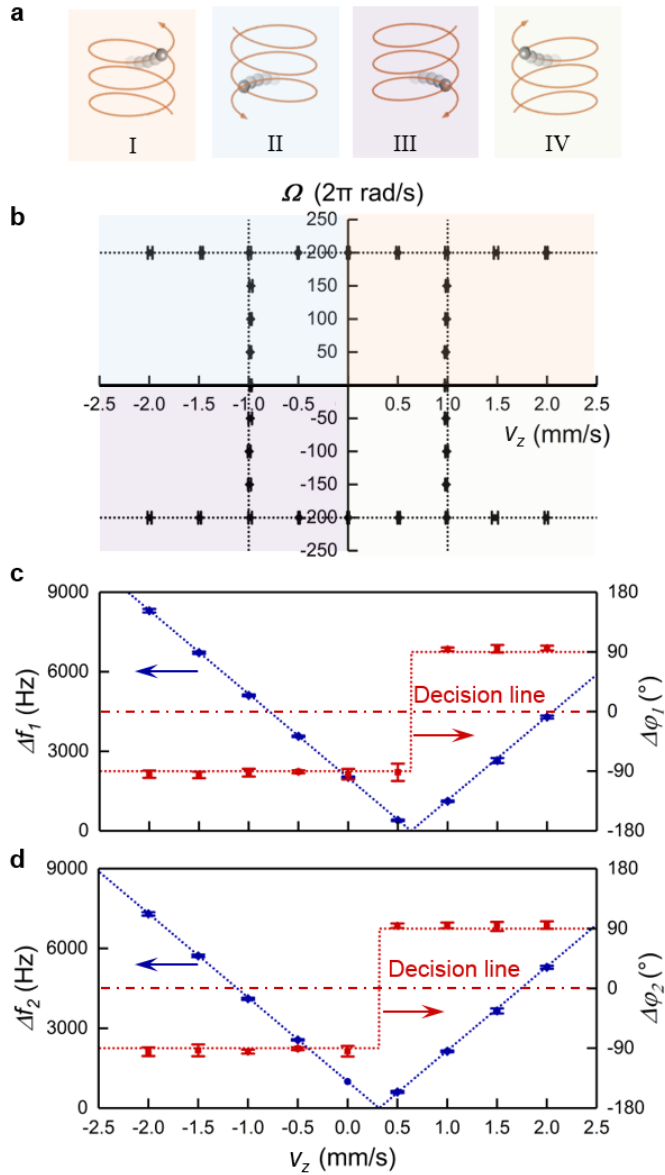 a
I II III IV
Ω (2π rad/s)
b
250
200
150
100
50
-2.5 -2.0 -1.5 -1.0 -0.5 0.0 0.5 1.0 1.5 2.0 2.5
-50
v_z (mm/s)
-100
-150
-200
-250
c
9000 180
6000 90
Decision line 0
3000 -90
0 -180
Δf_1 (Hz)
Δφ_1 (°)
d
9000 180
6000 90
Decision line 0
3000 -90
0 -180
Δf_2 (Hz)
Δφ_2 (°)
-2.5 -2.0 -1.5 -1.0 -0.5 0.0 0.5 1.0 1.5 2.0 2.5
v_z (mm/s)